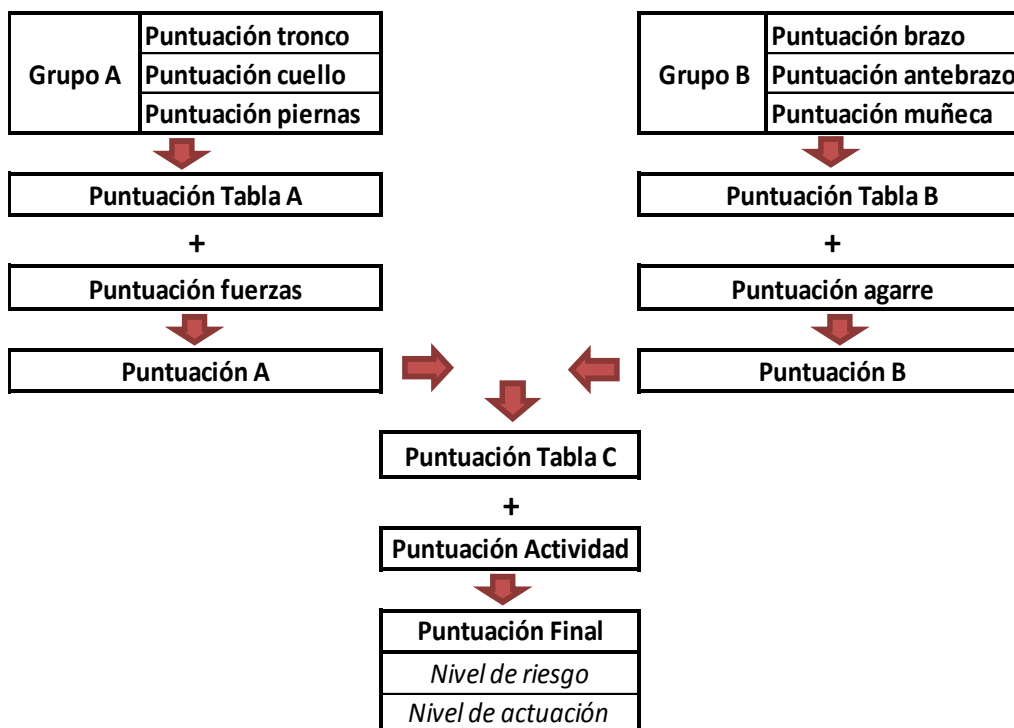 Grupo A
Puntuación tronco
Puntuación cuello
Puntuación piernas
Puntuación Tabla A
+
Puntuación fuerzas
Puntuación A
Grupo B
Puntuación brazo
Puntuación antebrazo
Puntuación muñeca
Puntuación Tabla B
+
Puntuación agarre
Puntuación B
Puntuación Tabla C
+
Puntuación Actividad
Puntuación Final
Nivel de riesgo
Nivel de actuación